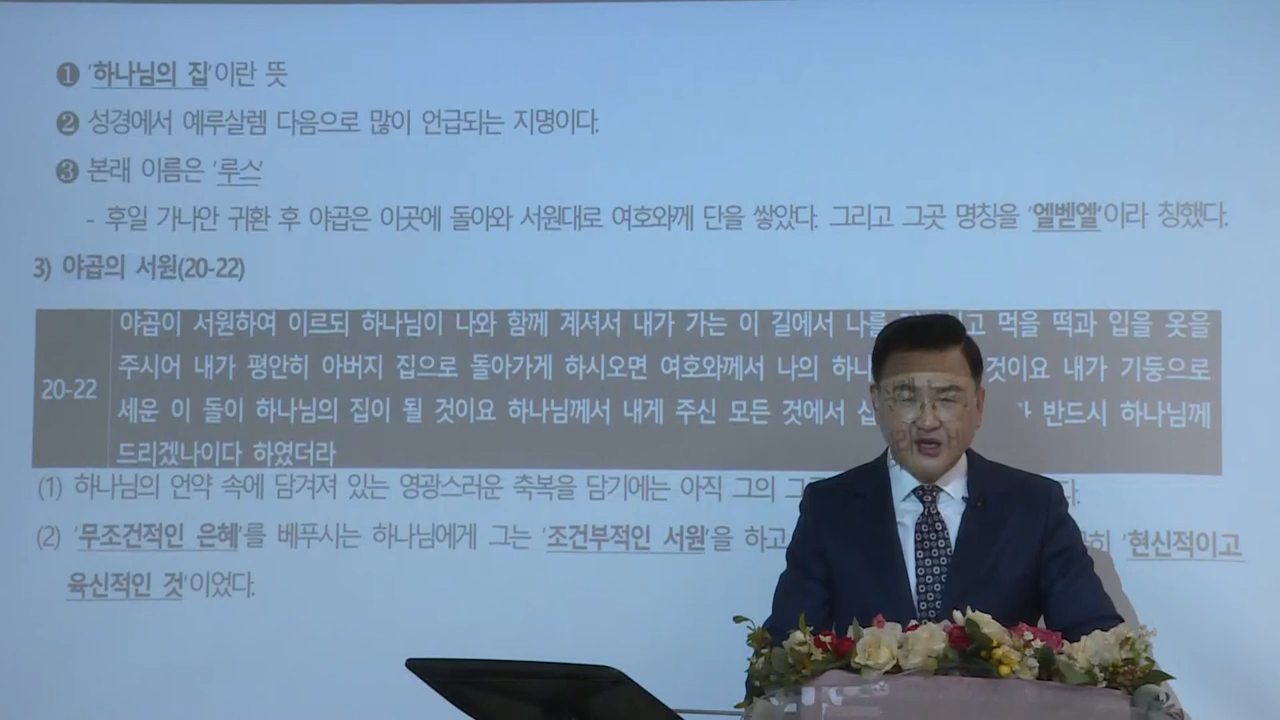 ❶ '하나님의 집'이란 뜻
❷ 성경에서 예루살렘 다음으로 많이 언급되는 지명이다.
❸ 본래 이름은 '루스'
- 후일 가나안 귀환 후 야곱은 이곳에 돌아와 서원대로 여호와께 단을 쌓았다. 그리고 그곳 명칭을 '엘벧엘'이라 칭했다.
3) 야곱의 서원(20-22)
야곱이 서원하여 이르되 하나님이 나와 함께 계셔서 내가 가는 이 길에서 나를 먹을 떡과 입을 옷을
20-22
주시어 내가 평안히 아버지 집으로 돌아가게 하시오면 여호와께서 나의 것이요 내가 기둥으로
세운 이 돌이 하나님의 집이 될 것이요 하나님께서 내게 주신 모든 것에서 반드시 하나님께
드리겠나이다 하였더라
(1) 하나님의 언약 속에 담겨져 있는 영광스러운 축복을 담기에는 아직 그의
(2) '무조건적인 은혜'를 베푸시는 하나님에게 그는 '조건부적인 서원'을 하고 '현신적이고
육신적인 것'이었다.